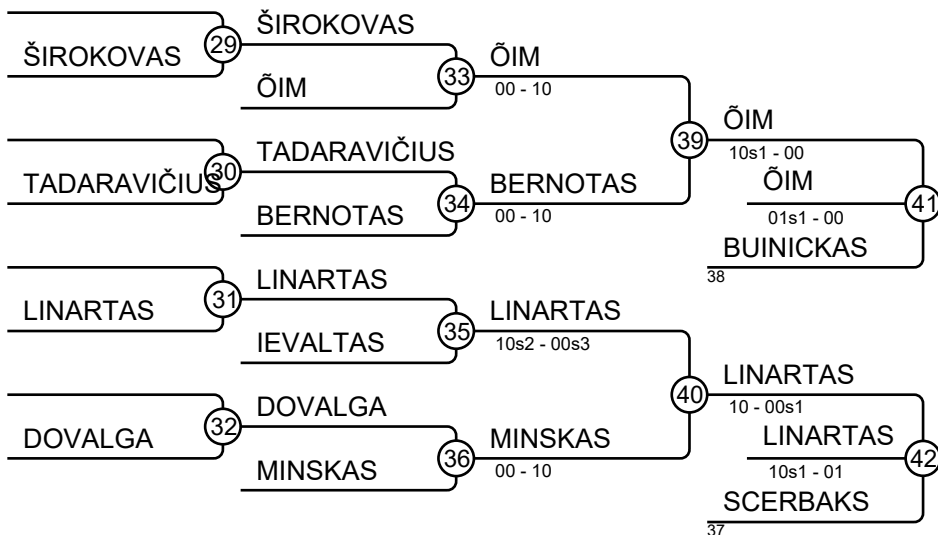 ŠIROKOVAS
29
ŠIROKOVAS
ÕIM
33
ÕIM
00 - 10
39
ÕIM
10s1 - 00
ÕIM
01s1 - 00
41
BUINICKAS
38
TADARAVIČIUS
30
TADARAVIČIUS
BERNOTAS
34
BERNOTAS
00 - 10
LINARTAS
31
LINARTAS
IEVALTAS
35
LINARTAS
10s2 - 00s3
40
LINARTAS
10 - 00s1
LINARTAS
10s1 - 01
42
SCERBAKS
37
DOVALGA
32
DOVALGA
MINSKAS
36
MINSKAS
00 - 10